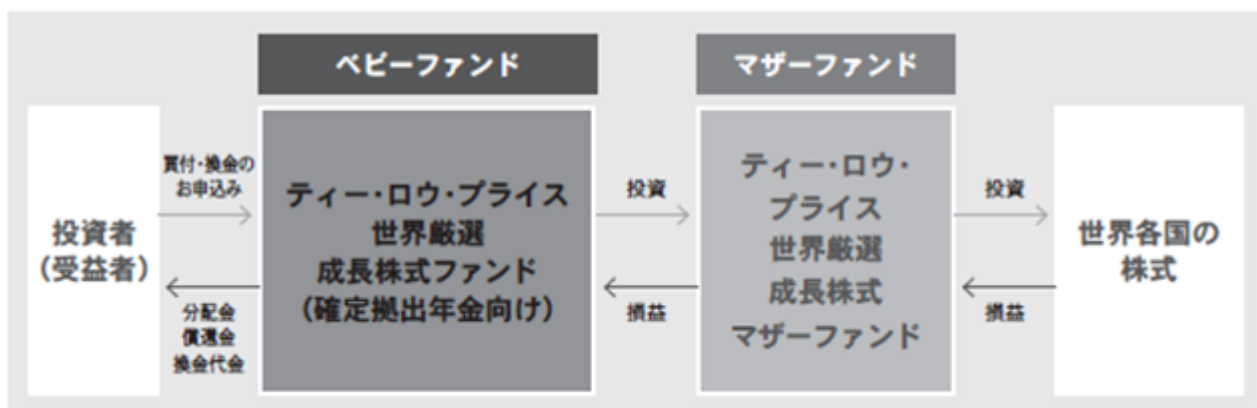 ベビーファンド
マザーファンド
投資者
（受益者）
買付・換金の
お申込み
分配金
償還金
換金代金
ティー・ロウ・プライス
世界厳選
成長株式ファンド
（確定拠出年金向け）
投資
損益
ティー・ロウ・
プライス
世界厳選
成長株式
マザーファンド
投資
損益
世界各国の
株式